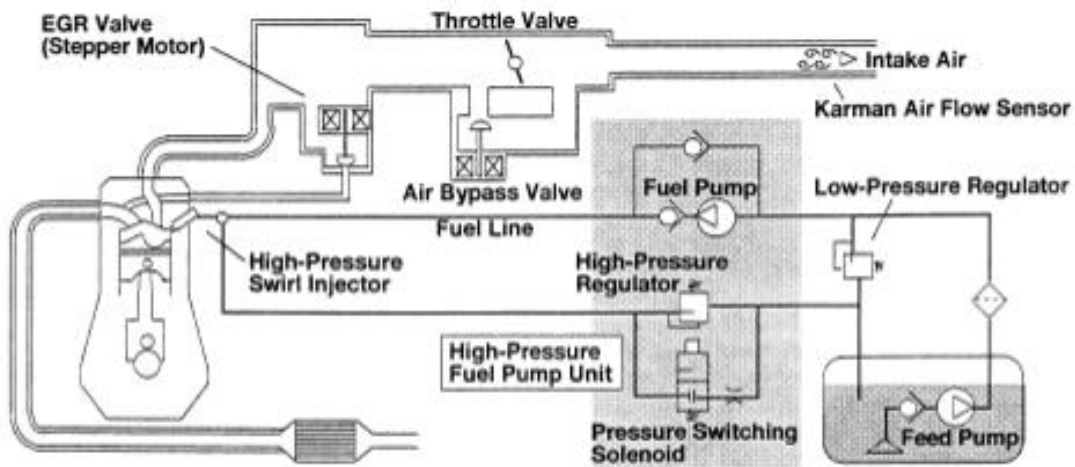 EGR Valve
(Stepper Motor)
Throttle Valve
Intake Air
Karman Air Flow Sensor
Air Bypass Valve
Fuel Pump
Low-Pressure Regulator
Fuel Line
High-Pressure
Swirl Injector
High-Pressure
Regulator
High-Pressure
Fuel Pump Unit
Pressure Switching
Solenoid
Feed Pump